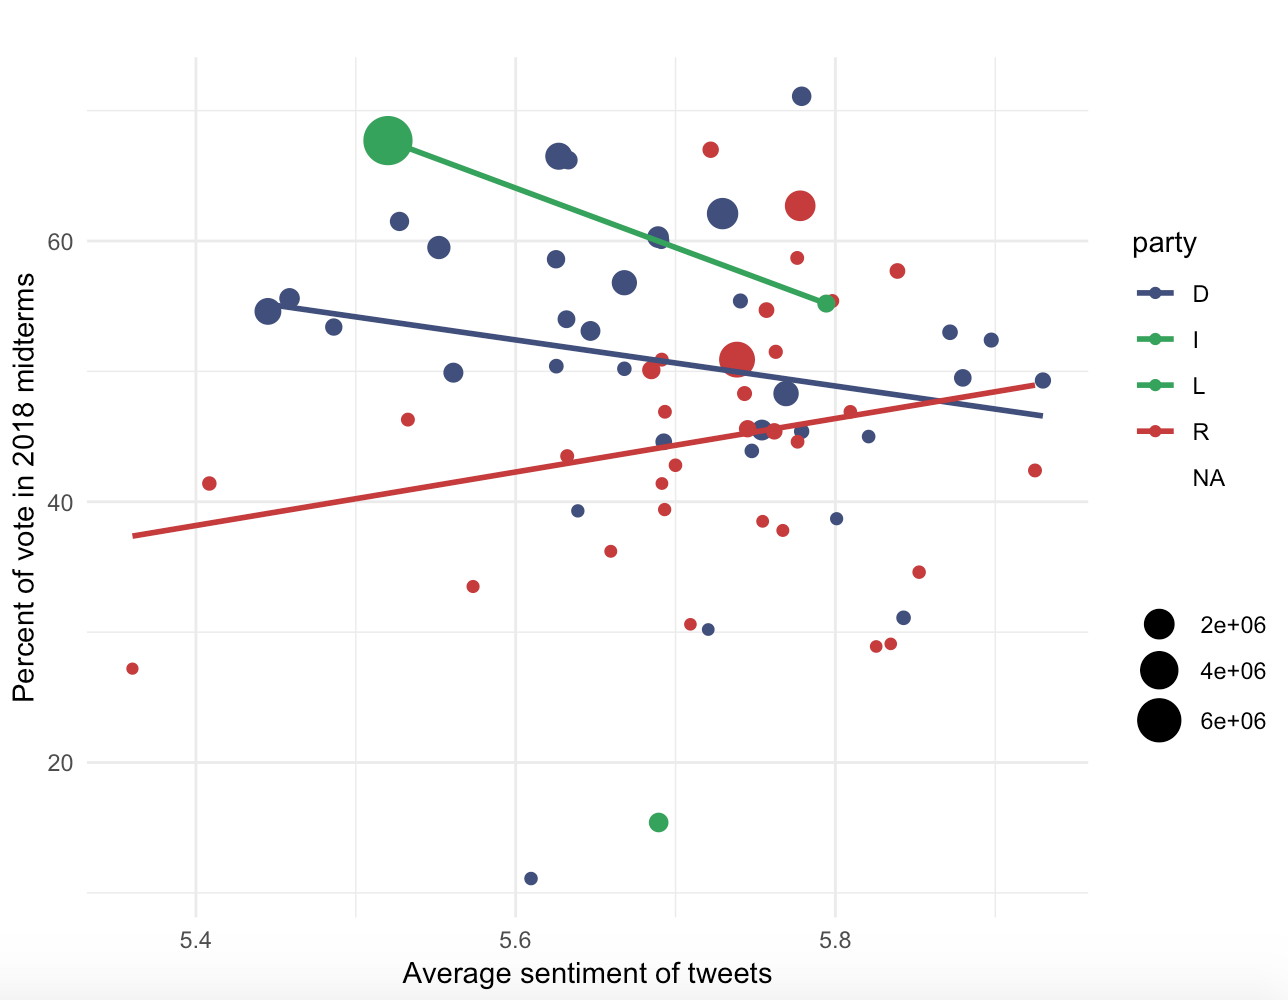 party
D
I
L
R
NA
2e+06
4e+06
6e+06
60
40
20
Percent of vote in 2018 midterms
5.4 5.6 5.8
Average sentiment of tweets